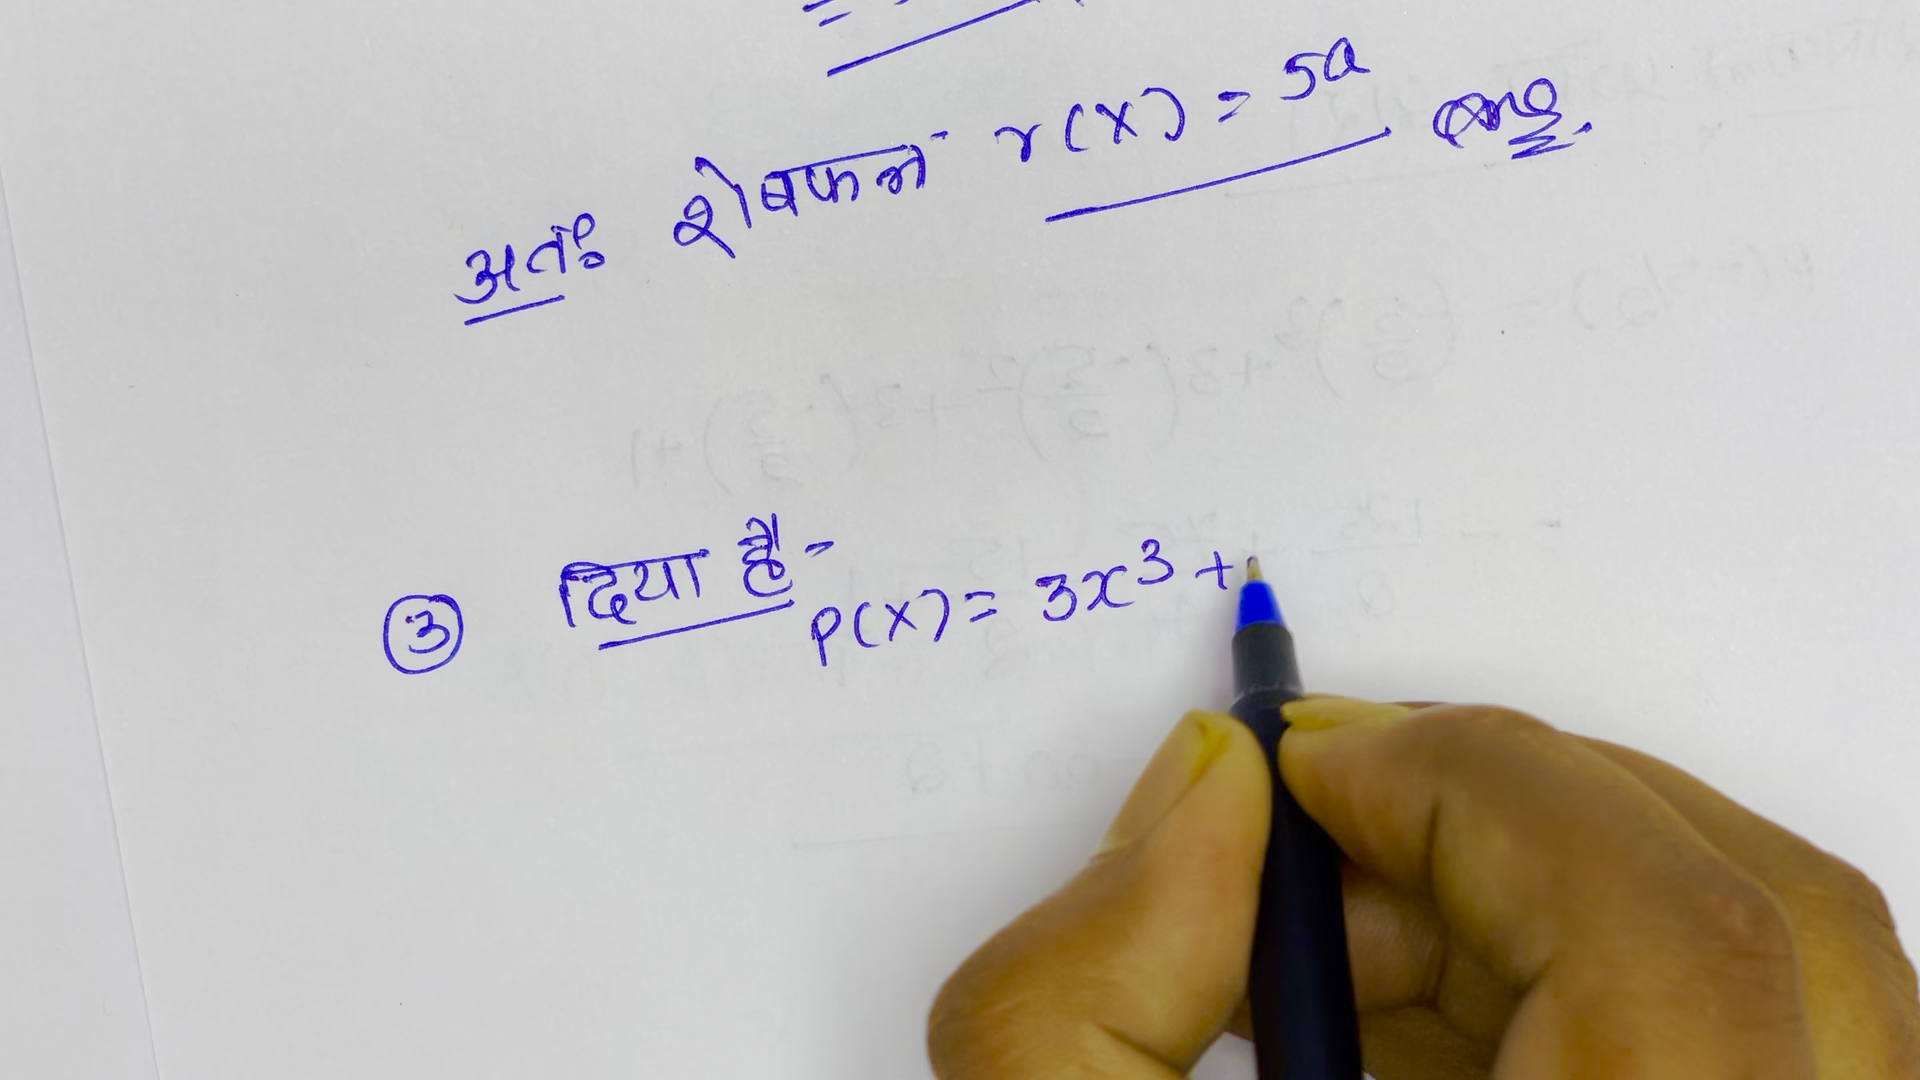 अतः शेषफल r(x) = 5a Ans.
③ दिया है-
p(x) = 3x³ +